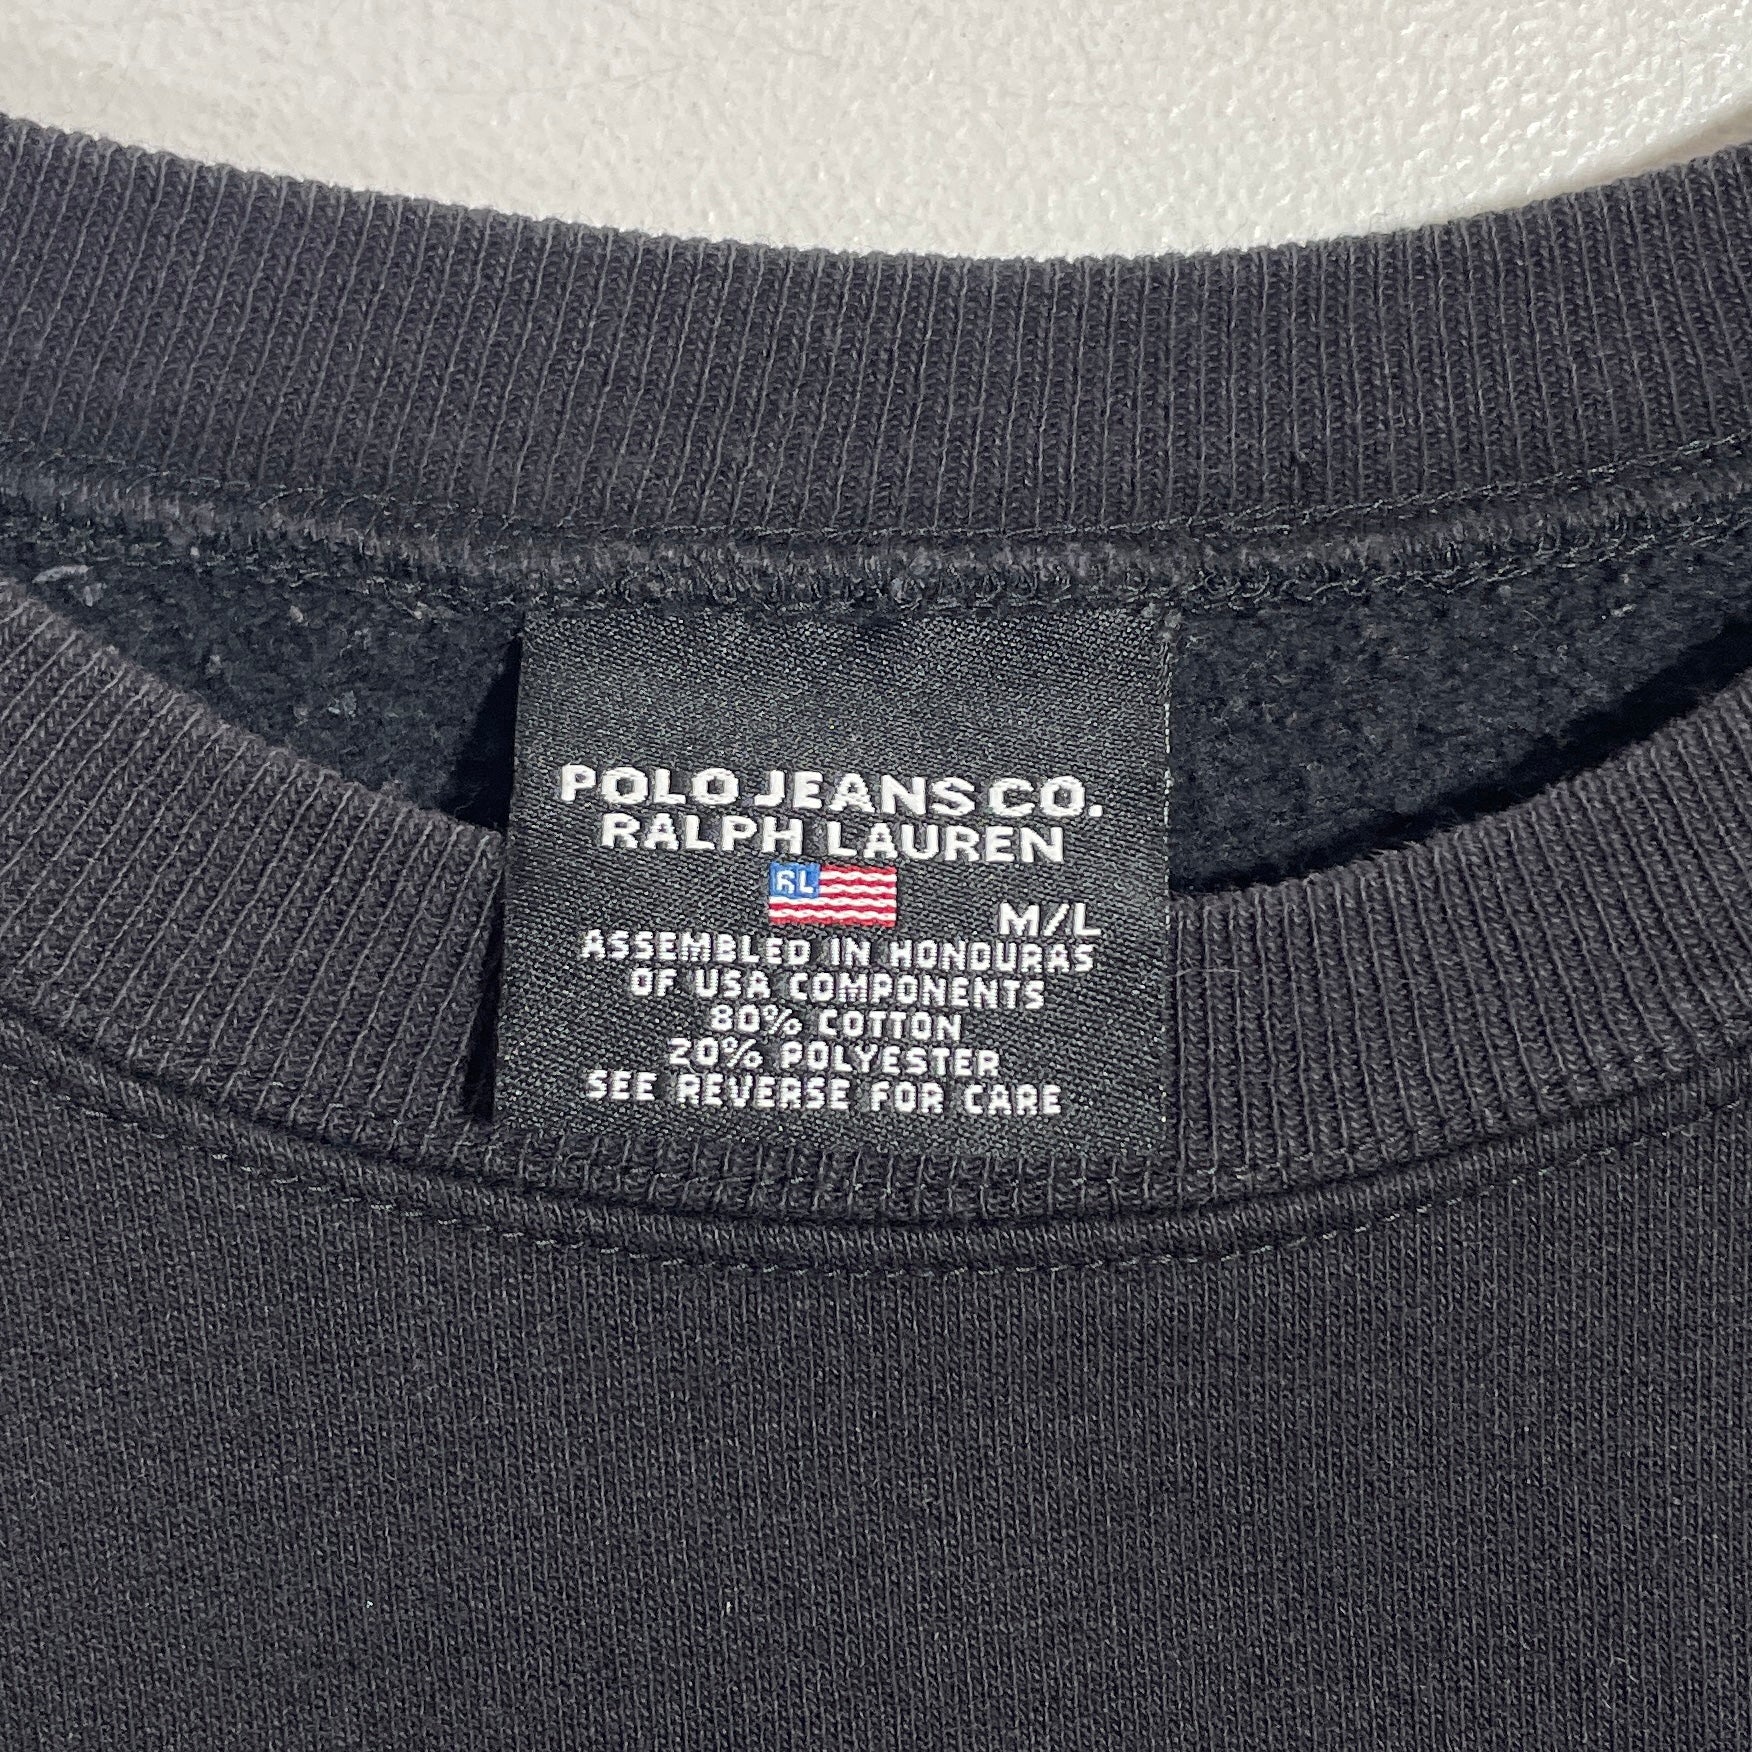 POLO JEANS CO.
RALPH LAUREN
RL
M/L
ASSEMBLED IN HONDURAS
OF USA COMPONENTS
80% COTTON
20% POLYESTER
SEE REVERSE FOR CARE